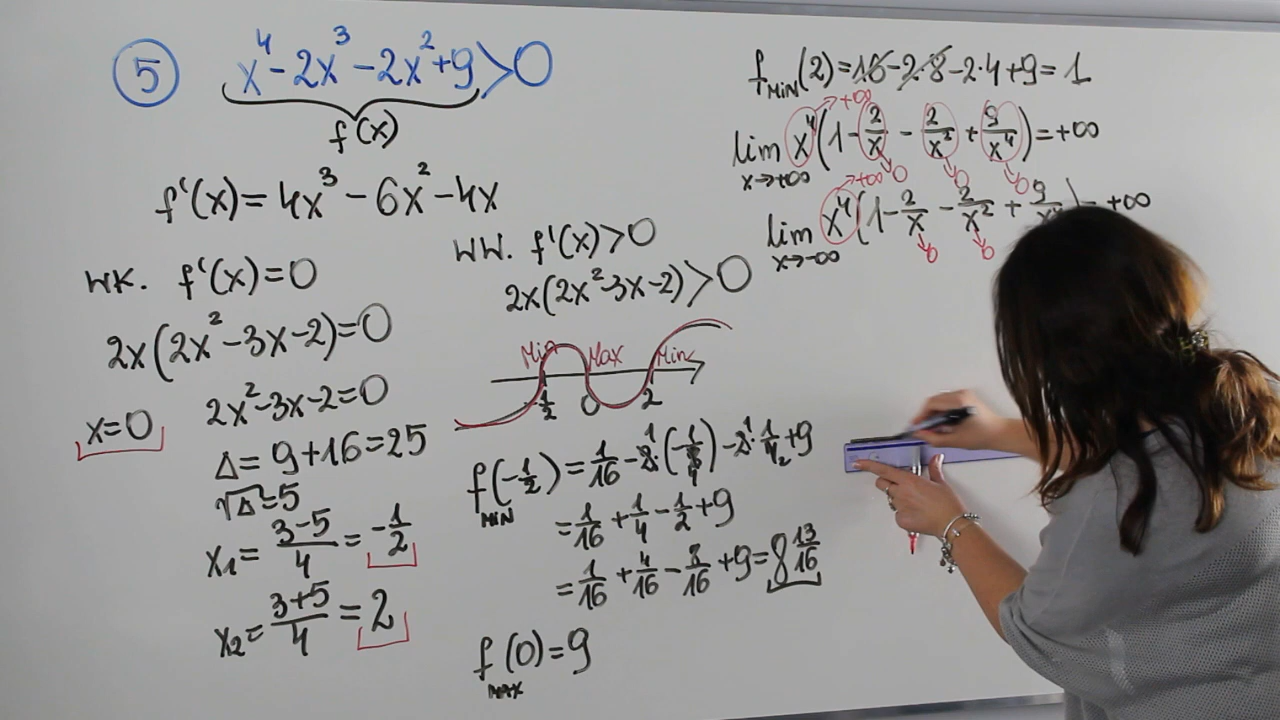 5 x⁴ - 2x³ - 2x² + 9 > 0
f(x)
f'(x) = 4x³ - 6x² - 4x
WK. f'(x) = 0
2x(2x² - 3x - 2) = 0
x = 0
2x² - 3x - 2 = 0
Δ = 9 + 16 = 25
√Δ = 5
x₁ = (3-5)/4 = -1/2
x₂ = (3+5)/4 = 2
WW. f'(x) > 0
2x(2x² - 3x - 2) > 0
Min Max Min
-1/2 0 2
f(-1/2) = 1/16 - 2·(-1/8) - 2·1/4 + 9
MIN
= 1/16 + 1/4 - 1/2 + 9
= 1/16 + 4/16 - 8/16 + 9 = 8 13/16
f(0) = 9
MAX
f MIN (2) = 16 - 2·8 - 2·4 + 9 = 1
+∞
lim x⁴(1 - 2/x - 2/x² + 9/x⁴) = +∞
x→+∞
0 0 0
+∞
lim x⁴(1 - 2/x - 2/x² + 9/ +∞
x→-∞
0 0